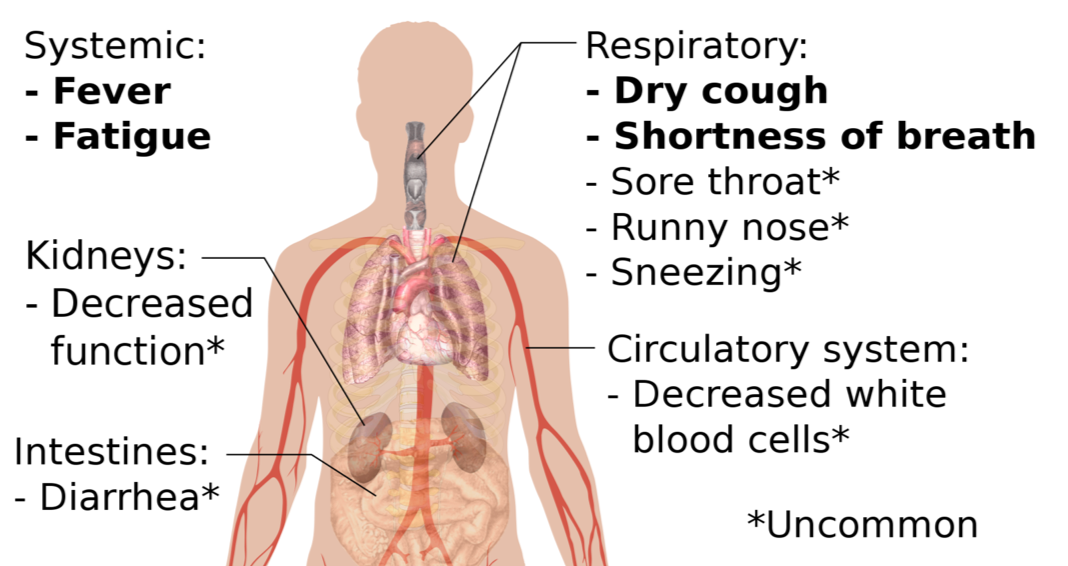 Systemic:
- Fever
- Fatigue
Kidneys:
- Decreased
function*
Intestines:
- Diarrhea*
Respiratory:
- Dry cough
- Shortness of breath
- Sore throat*
- Runny nose*
- Sneezing*
Circulatory system:
- Decreased white
blood cells*
*Uncommon